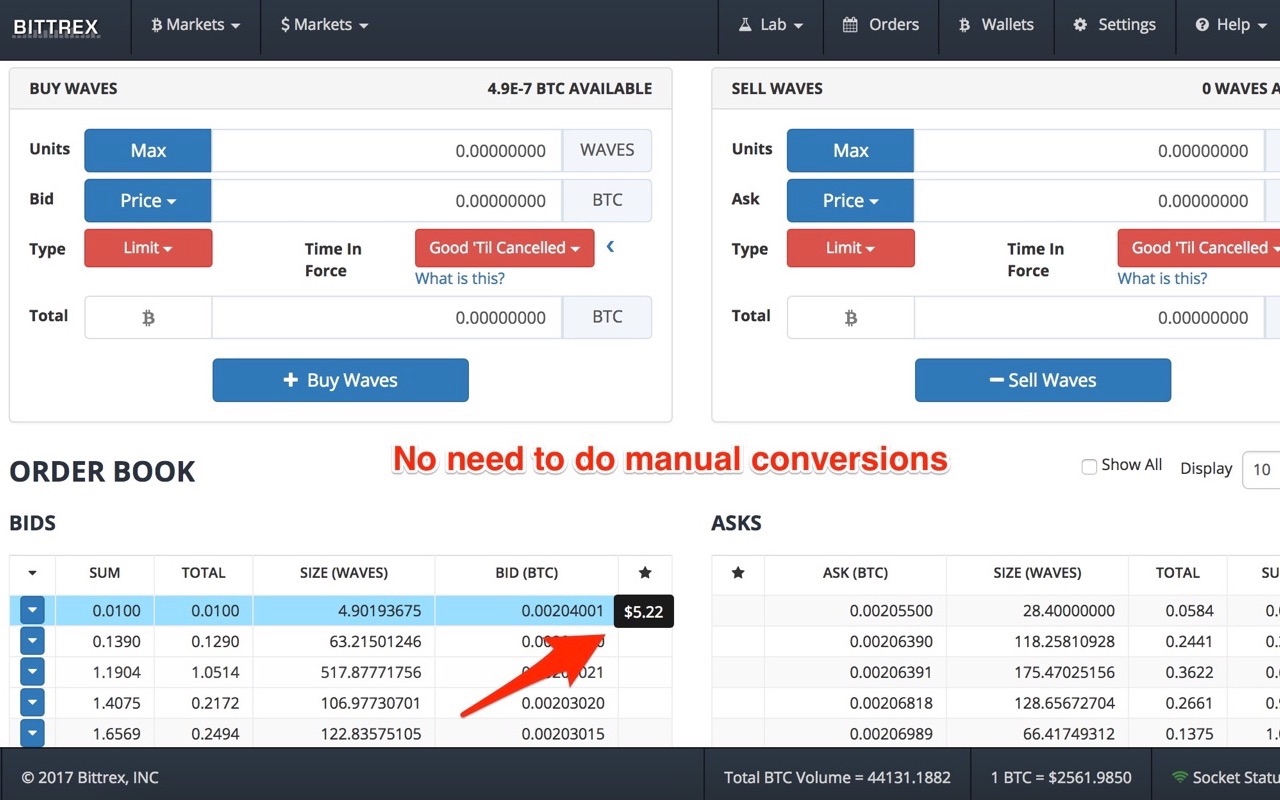 BITTREX ฿ Markets $ Markets Lab Orders ฿ Wallets Settings Help
BUY WAVES 4.9E-7 BTC AVAILABLE
Units Max 0.00000000 WAVES
Bid Price 0.00000000 BTC
Type Limit Time In Force Good 'Til Cancelled
What is this?
Total ฿ 0.00000000 BTC
+ Buy Waves
SELL WAVES 0 WAVES A
Units Max 0.00000000
Ask Price 0.00000000
Type Limit Time In Force Good 'Til Cancelled
What is this?
Total ฿ 0.00000000
− Sell Waves
No need to do manual conversions
ORDER BOOK
Show All Display 10
BIDS
SUM TOTAL SIZE (WAVES) BID (BTC) ★
0.0100 0.0100 4.90193675 0.00204001 $5.22
0.1390 0.1290 63.21501246
1.1904 1.0514 517.87771756
1.4075 0.2172 106.97730701 0.00203020
1.6569 0.2494 122.83575105 0.00203015
ASKS
★ ASK (BTC) SIZE (WAVES) TOTAL SU
0.00205500 28.40000000 0.0584 0.
0.00206390 118.25810928 0.2441 0.
0.00206391 175.47025156 0.3622 0.
0.00206818 128.65672704 0.2661 0.
0.00206989 66.41749312 0.1375 1.
© 2017 Bittrex, INC Total BTC Volume = 44131.1882 1 BTC = $2561.9850 Socket Statu